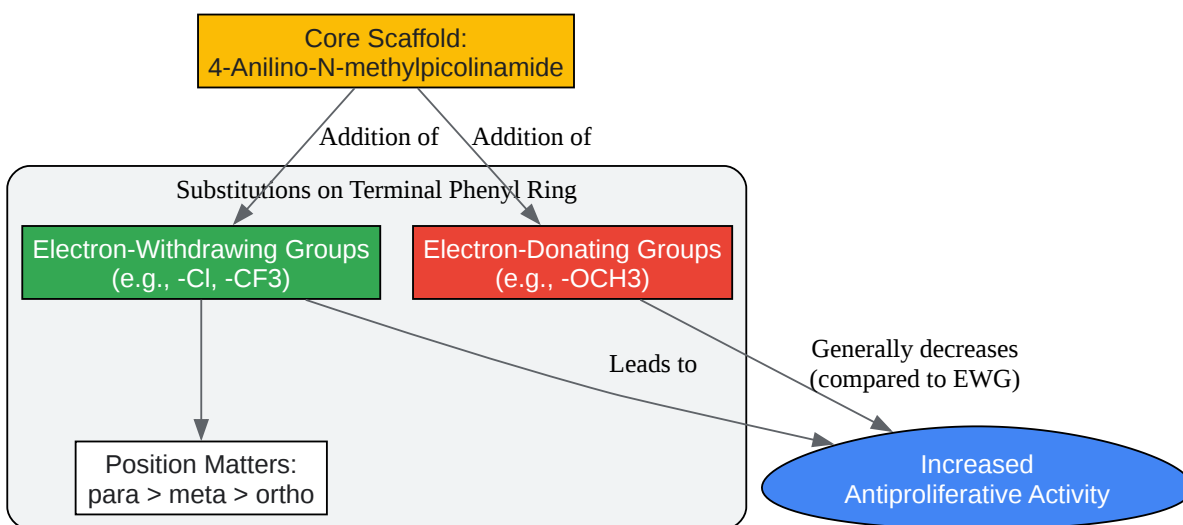 Core Scaffold:
4-Anilino-N-methylpicolinamide
Addition of
Addition of
Substitutions on Terminal Phenyl Ring
Electron-Withdrawing Groups
(e.g., -Cl, -CF3)
Electron-Donating Groups
(e.g., -OCH3)
Leads to
Generally decreases
(compared to EWG)
Position Matters:
para > meta > ortho
Increased
Antiproliferative Activity